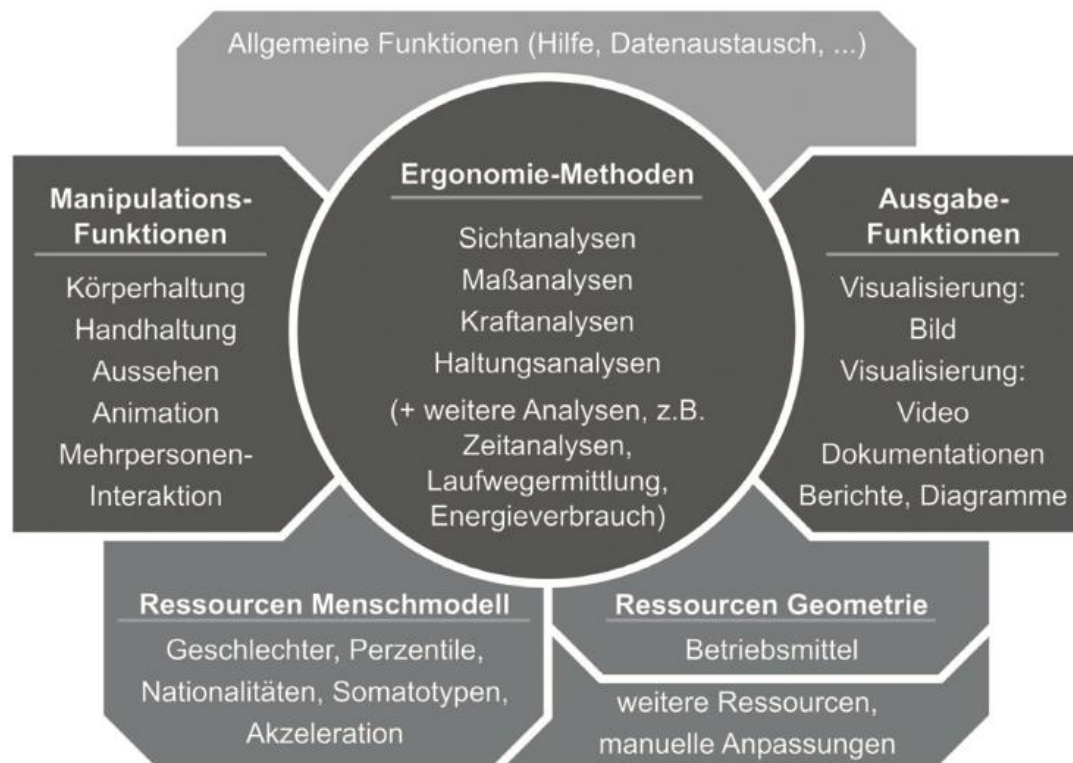 Allgemeine Funktionen (Hilfe, Datenaustausch, ...)
Manipulations-
Funktionen
Körperhaltung
Handhaltung
Aussehen
Animation
Mehrpersonen-
Interaktion
Ergonomie-Methoden
Sichtanalysen
Maßanalysen
Kraftanalysen
Haltungsanalysen
(+ weitere Analysen, z.B.
Zeitanalysen,
Laufwegermittlung,
Energieverbrauch)
Ausgabe-
Funktionen
Visualisierung:
Bild
Visualisierung:
Video
Dokumentationen
Berichte, Diagramme
Ressourcen Menschmodell
Geschlechter, Perzentile,
Nationalitäten, Somatotypen,
Akzeleration
Ressourcen Geometrie
Betriebsmittel
weitere Ressourcen,
manuelle Anpassungen